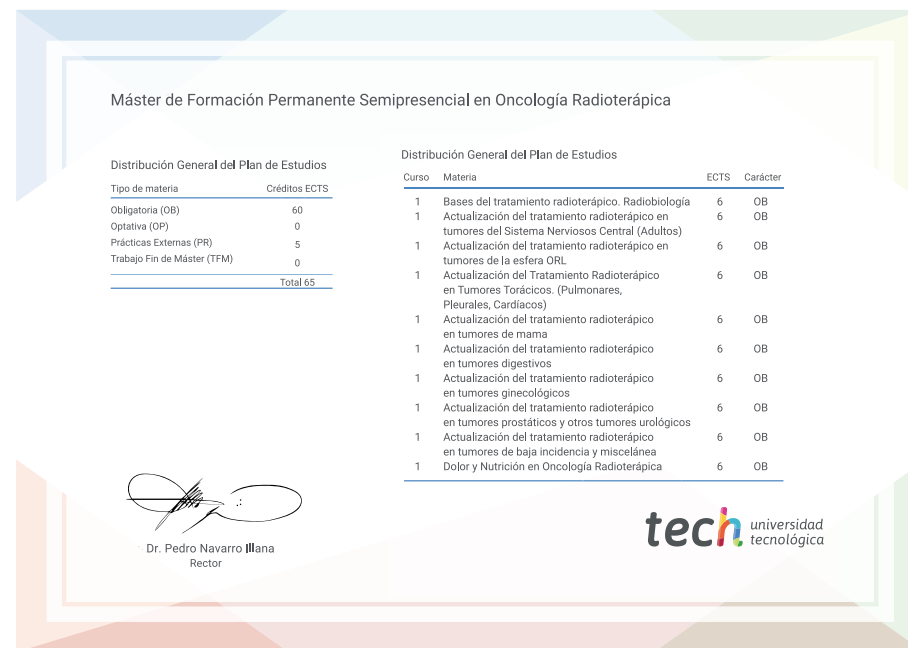 Máster de Formación Permanente Semipresencial en Oncología Radioterápica
Distribución General del Plan de Estudios
Tipo de materia Créditos ECTS
Obligatoria (OB) 60
Optativa (OP) 0
Prácticas Externas (PR) 5
Trabajo Fin de Máster (TFM) 0
Total 65
Distribución General del Plan de Estudios
Curso Materia ECTS Carácter
1 Bases del tratamiento radioterápico. Radiobiología 6 OB
1 Actualización del tratamiento radioterápico en 6 OB
tumores del Sistema Nerviosos Central (Adultos)
1 Actualización del tratamiento radioterápico en 6 OB
tumores de la esfera ORL
1 Actualización del Tratamiento Radioterápico 6 OB
en Tumores Torácicos. (Pulmonares,
Pleurales, Cardíacos)
1 Actualización del tratamiento radioterápico 6 OB
en tumores de mama
1 Actualización del tratamiento radioterápico 6 OB
en tumores digestivos
1 Actualización del tratamiento radioterápico 6 OB
en tumores ginecológicos
1 Actualización del tratamiento radioterápico 6 OB
en tumores prostáticos y otros tumores urológicos
1 Actualización del tratamiento radioterápico 6 OB
en tumores de baja incidencia y miscelánea
1 Dolor y Nutrición en Oncología Radioterápica 6 OB
Dr. Pedro Navarro Illana
Rector
tech universidad
tecnológica